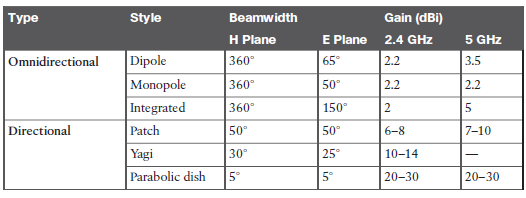 Type Style Beamwidth Gain (dBi)
H Plane E Plane 2.4 GHz 5 GHz
Omnidirectional Dipole 360° 65° 2.2 3.5
Monopole 360° 50° 2.2 2.2
Integrated 360° 150° 2 5
Directional Patch 50° 50° 6–8 7–10
Yagi 30° 25° 10–14 —
Parabolic dish 5° 5° 20–30 20–30